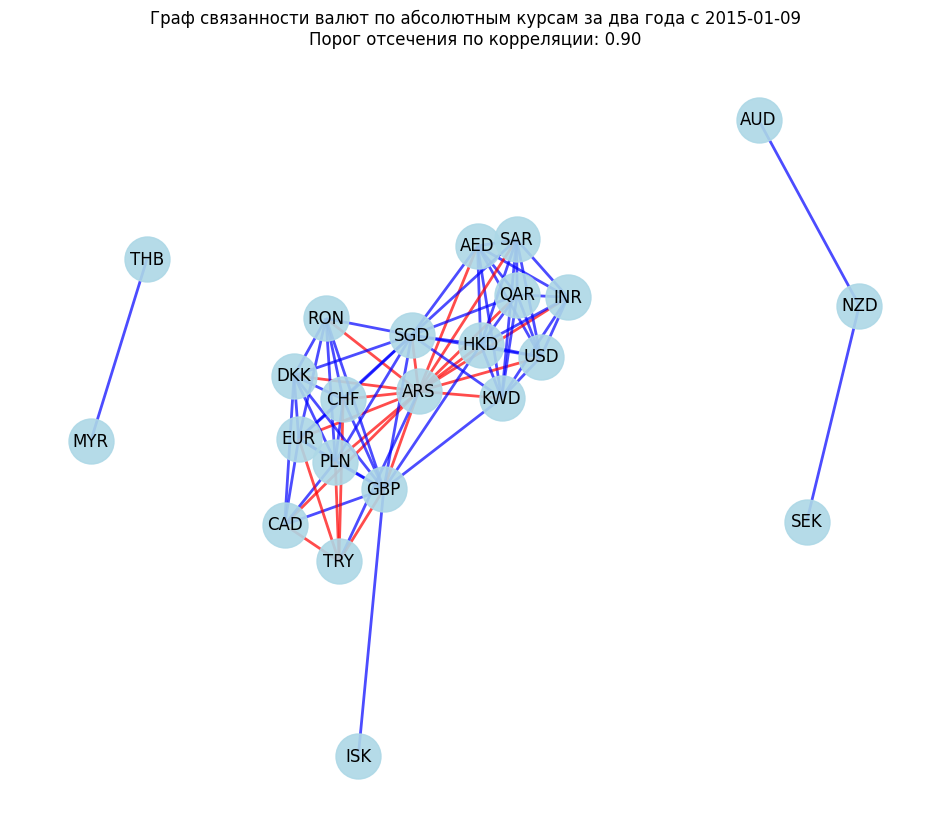 Граф связанности валют по абсолютным курсам за два года с 2015-01-09
Порог отсечения по корреляции: 0.90
AUD
THB
AED
SAR
QAR
INR
NZD
RON
SGD
HKD
USD
DKK
CHF
ARS
KWD
MYR
EUR
PLN
GBP
CAD
SEK
TRY
ISK